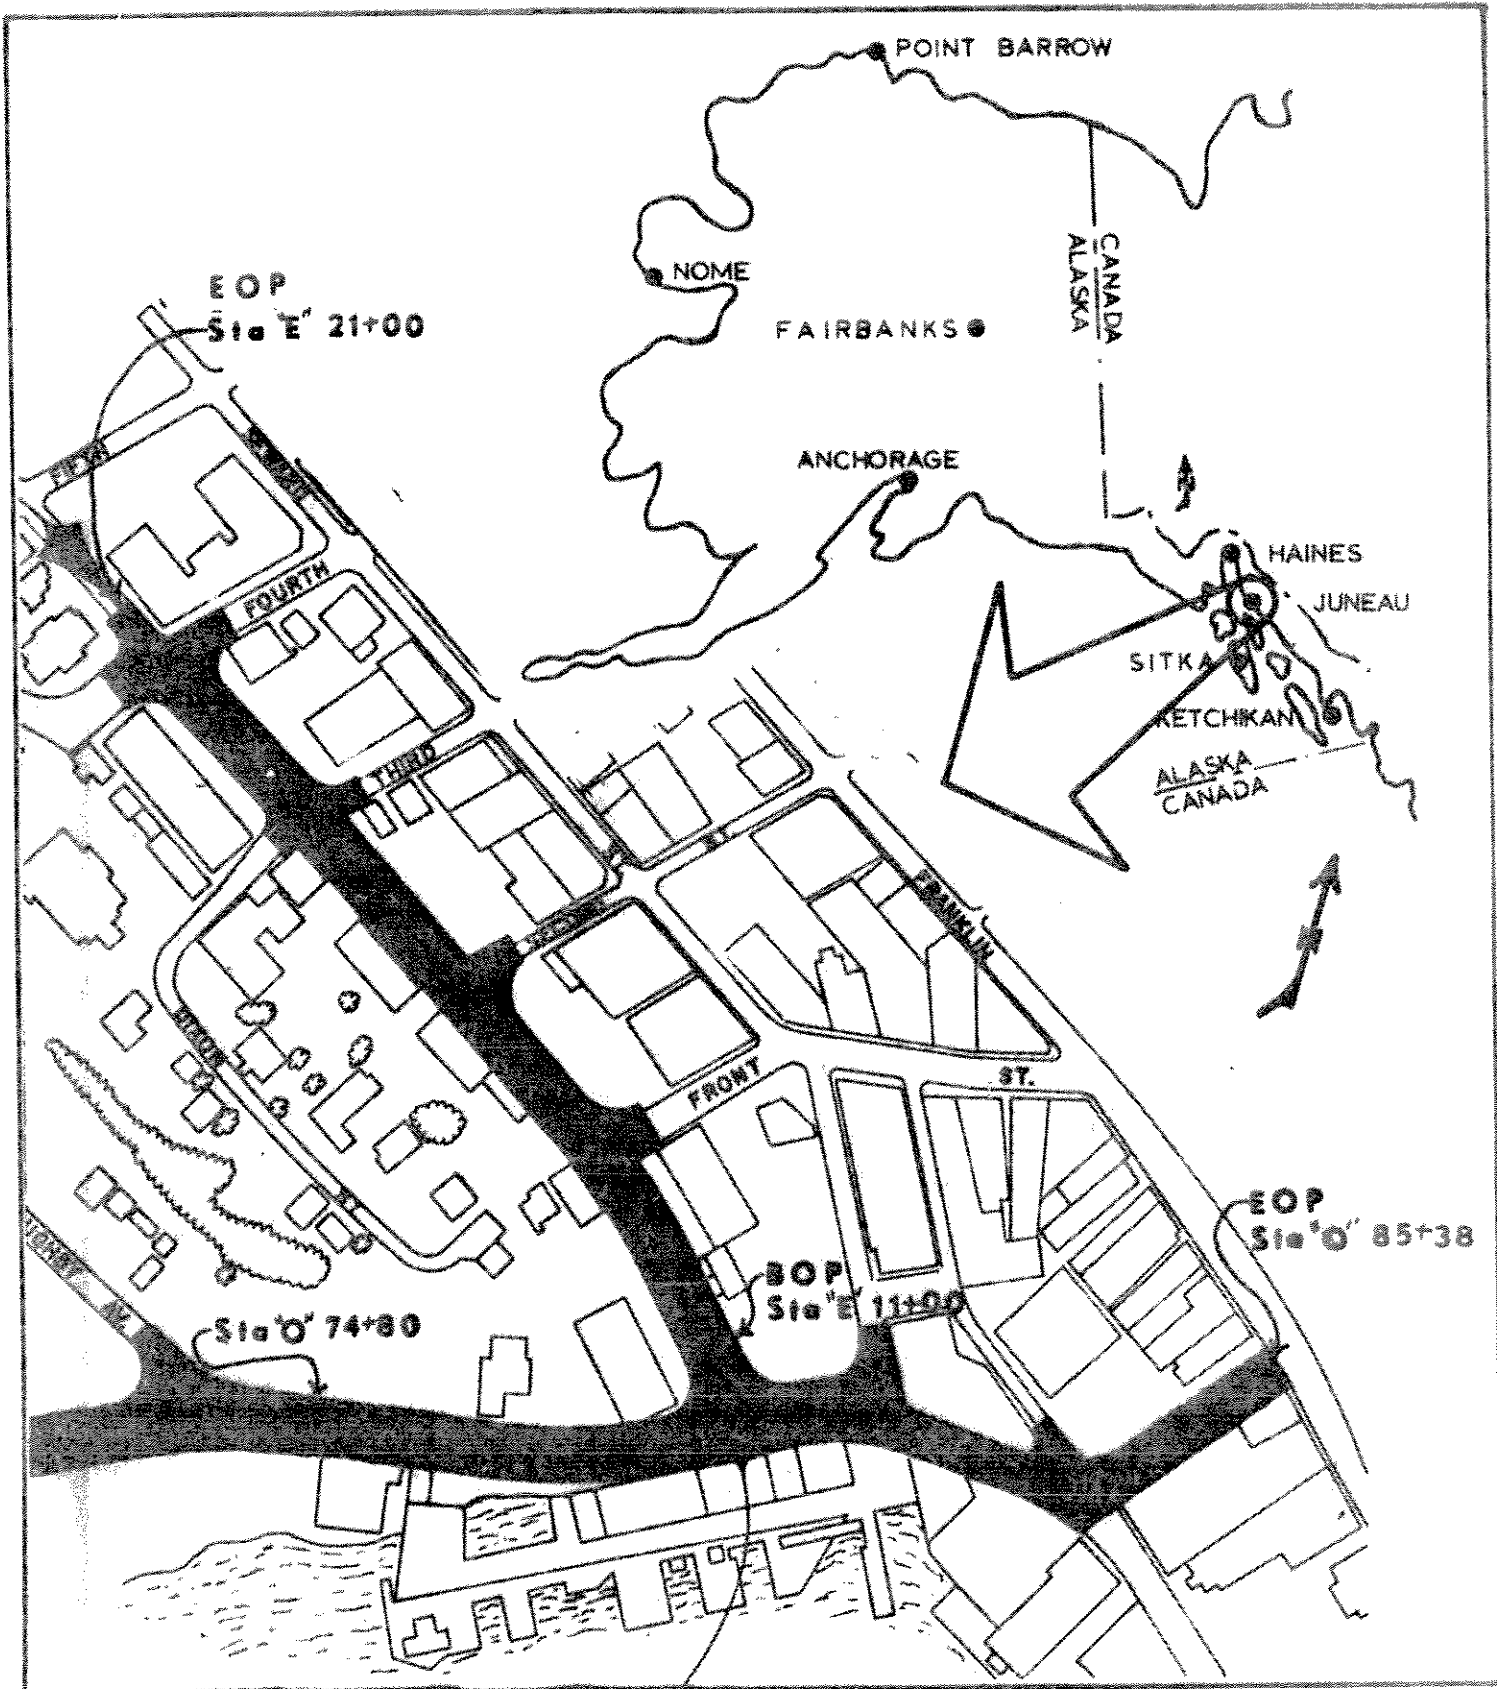 POINT BARROW
NOME
FAIRBANKS
CANADA
ALASKA
ANCHORAGE
HAINES
JUNEAU
SITKA
KETCHIKAN
ALASKA
CANADA
EOP
Sta "E" 21+00
FIFTH
FOURTH
THIRD
FRANKLIN
FRONT
ST.
EOP
Sta "O" 85+38
BOP
Sta "E" 11+00
Sta "O" 74+80
AV.
N